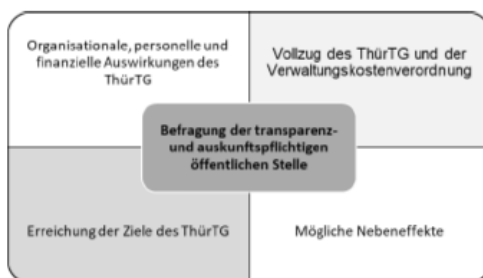 Organisationale, personelle und
finanzielle Auswirkungen des
ThürTG
Vollzug des ThürTG und der
Verwaltungskostenverordnung
Befragung der transparenz-
und auskunftspflichtigen
öffentlichen Stelle
Erreichung der Ziele des ThürTG
Mögliche Nebeneffekte